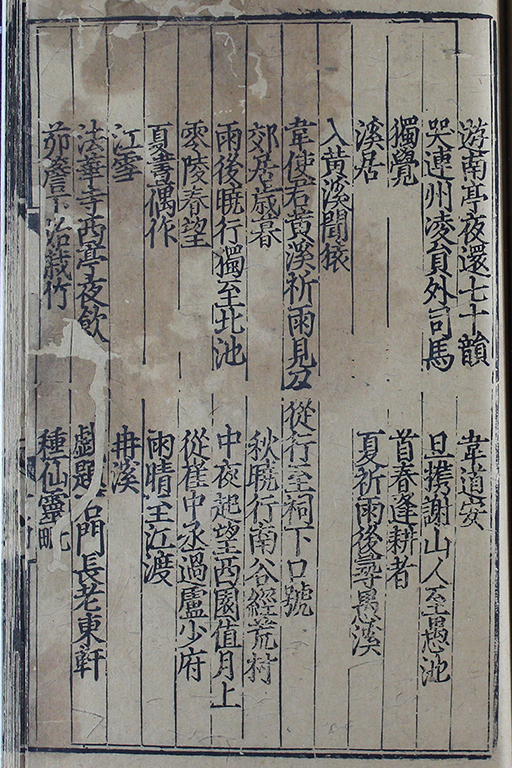 遊南亭夜還七十韻　韋道安
哭連州凌員外司馬　旦攜謝山人至愚池
獨覺　首春逢耕者
溪居　夏初雨後尋愚溪
入黃溪聞猿
韋使君黃溪祈雨見召從行至祠下口號
郊居歲暮　秋曉行南谷經荒村
雨後曉行獨至北池　中夜起望西園值月上
零陵春望　從崔中丞過盧少府
夏晝偶作　雨晴至江渡
江雪　冉溪
法華寺西亭夜飲　戲題石門長老東軒
茆簷下始栽竹　種仙靈毗